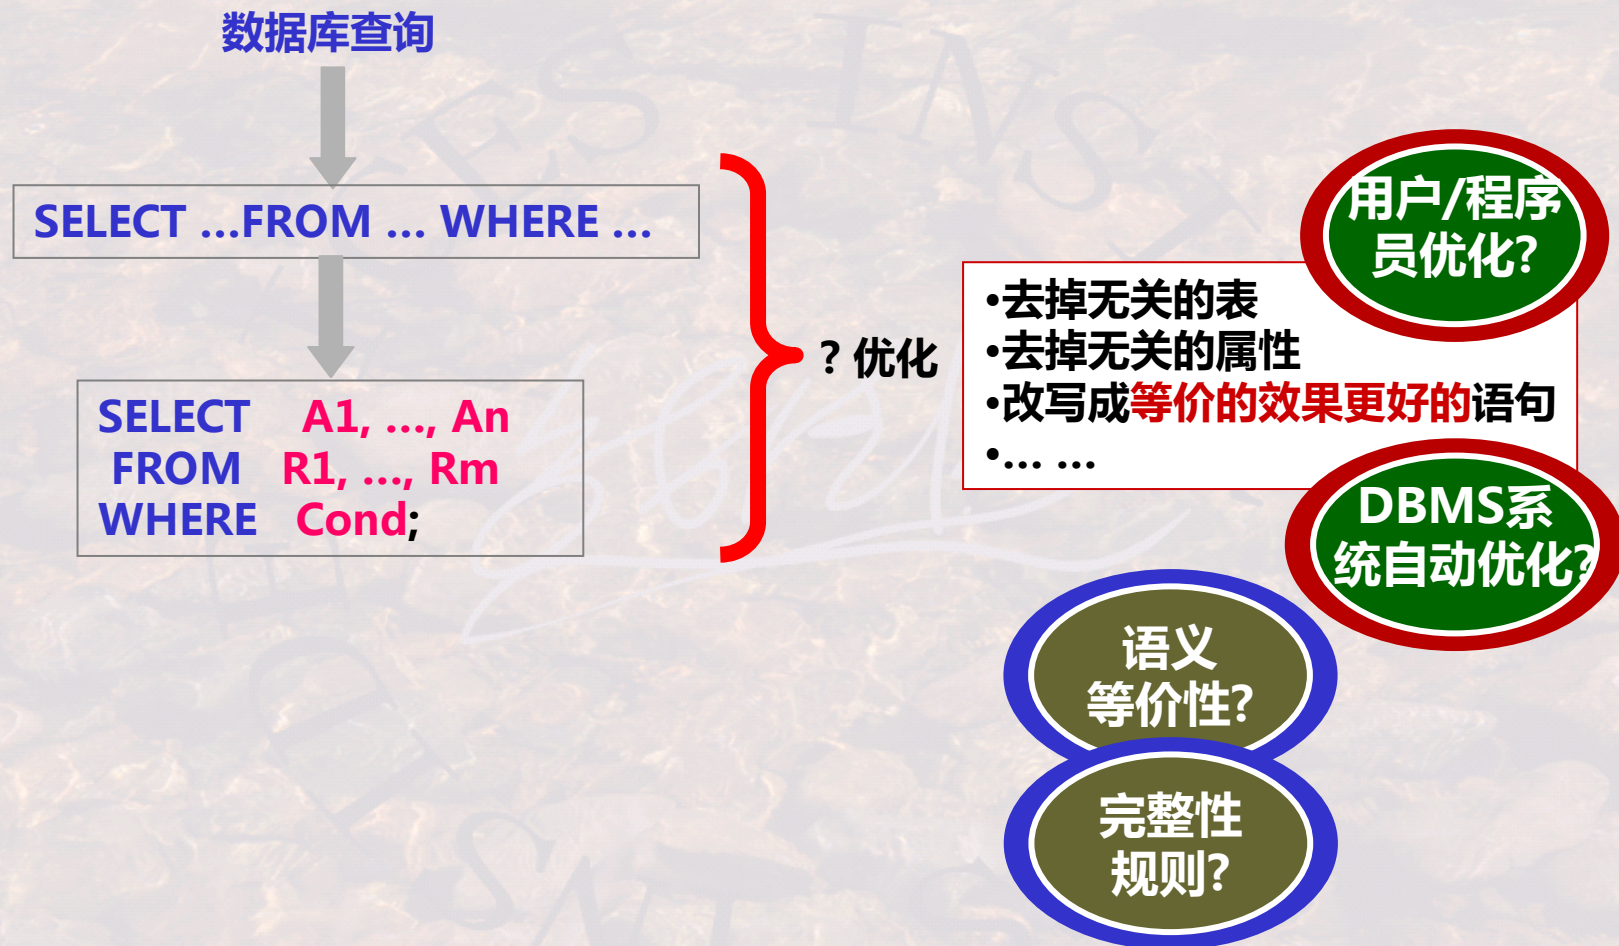 数据库查询
SELECT ...FROM ... WHERE ...
SELECT A1, ..., An
FROM R1, ..., Rm
WHERE Cond;
? 优化
用户/程序
员优化?
•去掉无关的表
•去掉无关的属性
•改写成等价的效果更好的语句
•... ...
DBMS系
统自动优化?
语义
等价性?
完整性
规则?